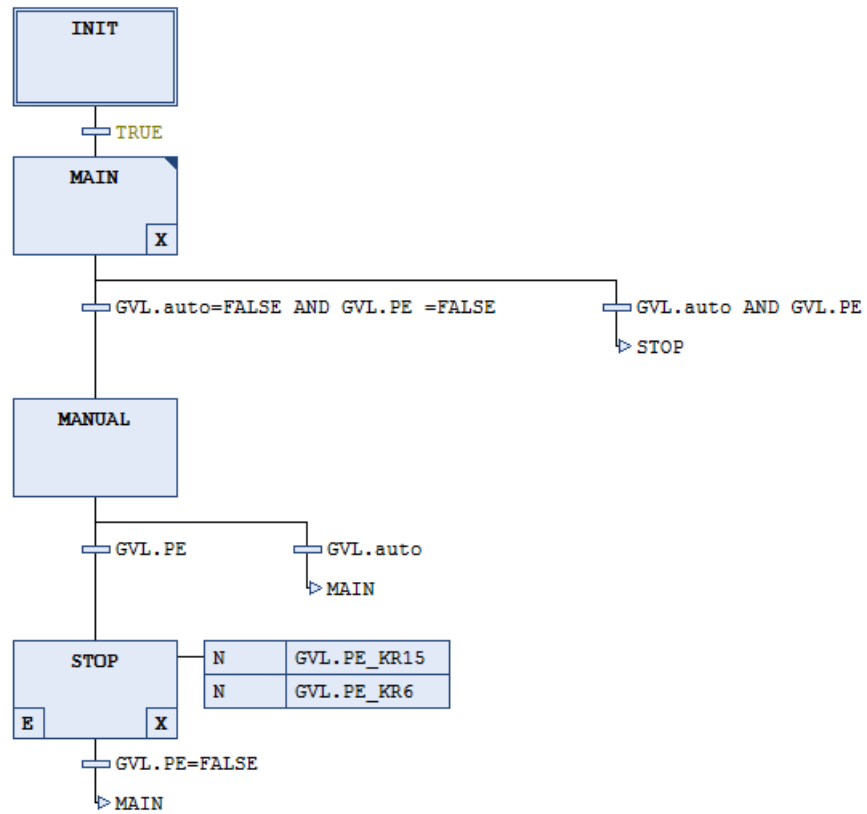 INIT
TRUE
MAIN
X
GVL.auto=FALSE AND GVL.PE =FALSE
GVL.auto AND GVL.PE
STOP
MANUAL
GVL.PE
GVL.auto
MAIN
STOP
N GVL.PE_KR15
N GVL.PE_KR6
E X
GVL.PE=FALSE
MAIN